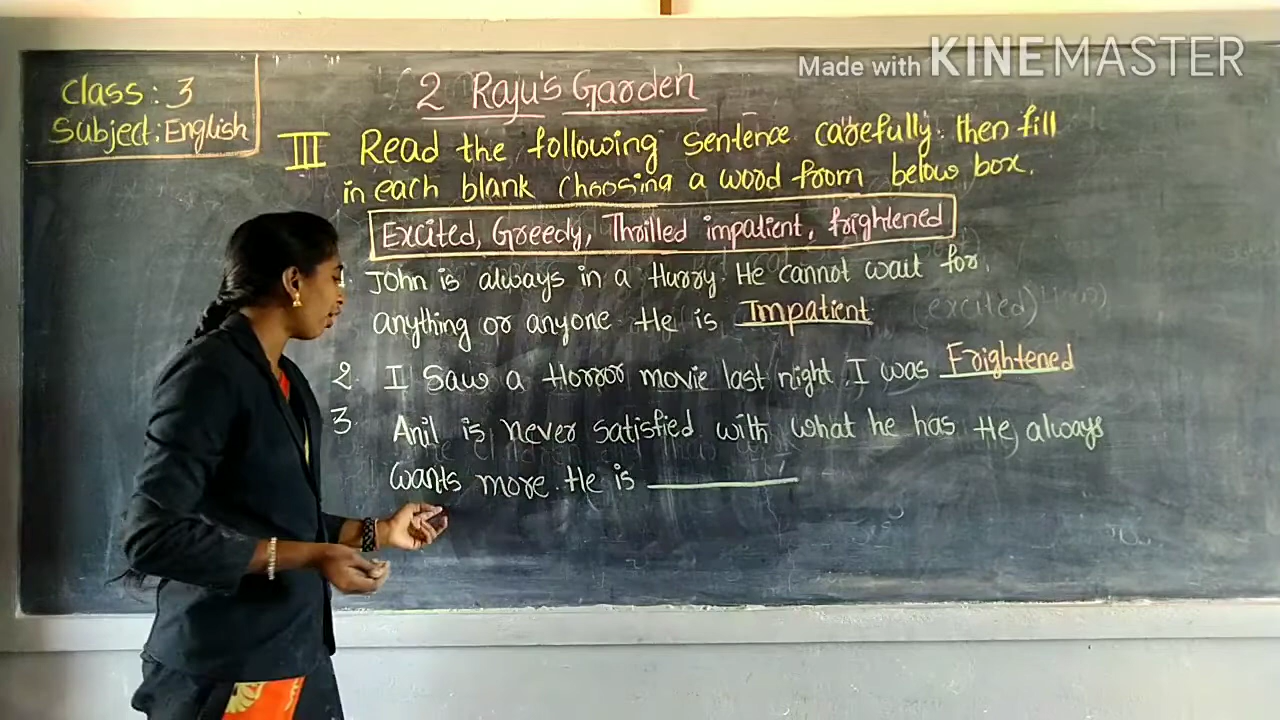 Made with KINEMASTER
Class: 3
Subject: English
2 Raju's Garden
III Read the following sentence carefully. then fill
in each blank choosing a word from below box.
Excited, Greedy, Thrilled impatient, frightened
1. John is always in a Hurry. He cannot wait for.
anything or anyone. He is Impatient
(excited)
2. I Saw a Horror movie last night. I was Frightened
3. Anil is never satisfied with what he has He, always
wants more. He is ________